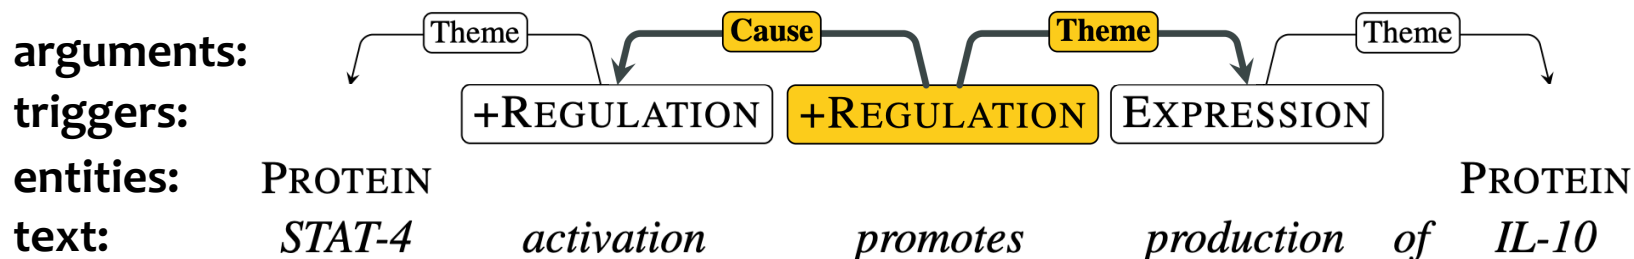 arguments: Theme Cause Theme Theme
triggers: +REGULATION +REGULATION EXPRESSION
entities: PROTEIN PROTEIN
text: STAT-4 activation promotes production of IL-10